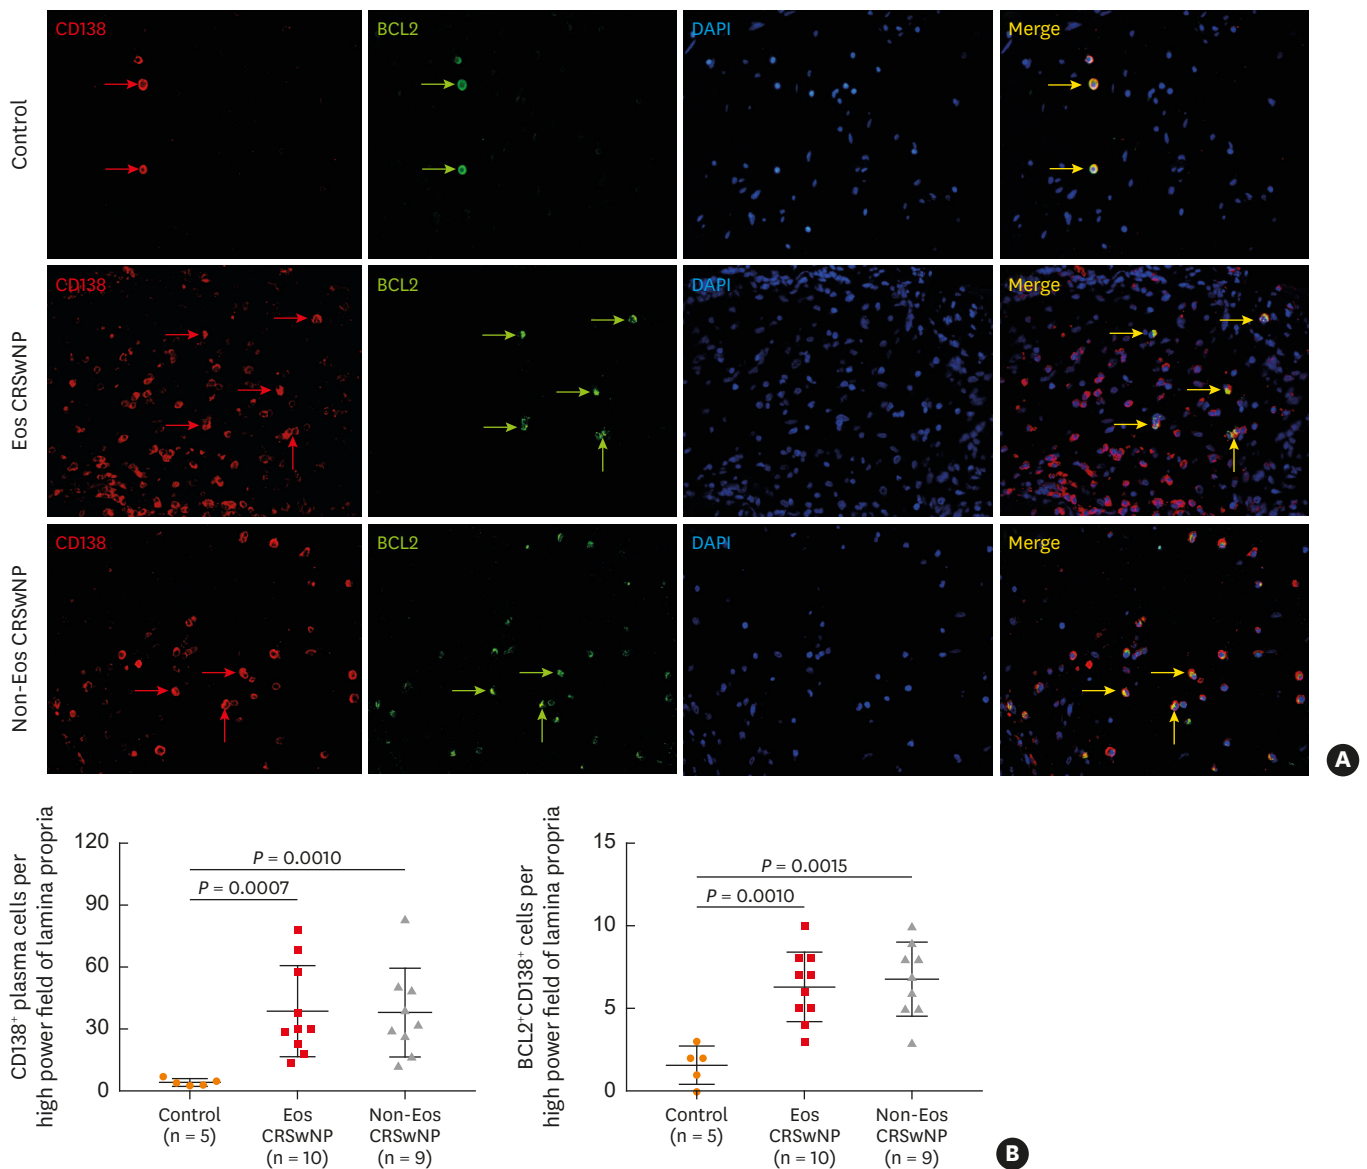 CD138
BCL2
DAPI
Merge
Control
CD138
BCL2
DAPI
Merge
Eos CRSwNP
CD138
BCL2
DAPI
Merge
Non-Eos CRSwNP
A
CD138⁺ plasma cells per
high power field of lamina propria
120
90
60
30
0
P = 0.0010
P = 0.0007
Control
(n = 5)
Eos
CRSwNP
(n = 10)
Non-Eos
CRSwNP
(n = 9)
BCL2⁺CD138⁺ cells per
high power field of lamina propria
15
10
5
0
P = 0.0015
P = 0.0010
Control
(n = 5)
Eos
CRSwNP
(n = 10)
Non-Eos
CRSwNP
(n = 9)
B